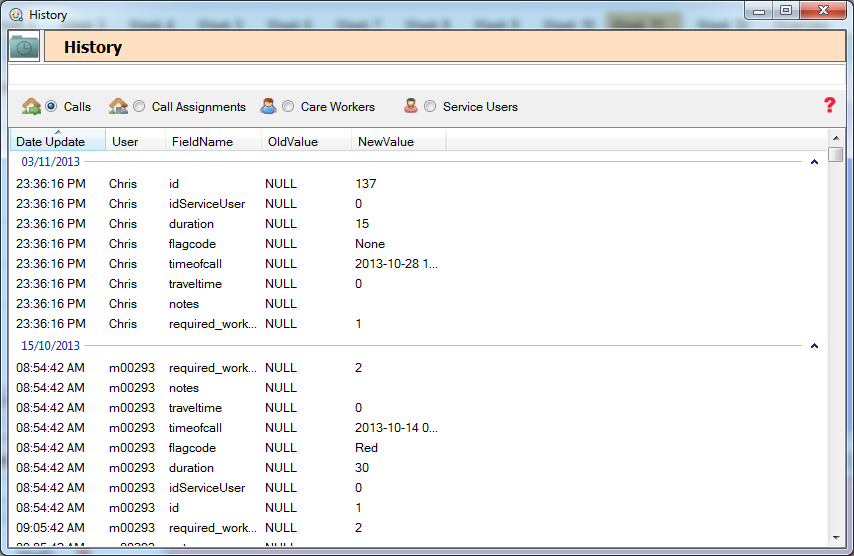 History
History
Calls Call Assignments Care Workers Service Users ?
Date Update User FieldName OldValue NewValue
03/11/2013
23:36:16 PM Chris id NULL 137
23:36:16 PM Chris idServiceUser NULL 0
23:36:16 PM Chris duration NULL 15
23:36:16 PM Chris flagcode NULL None
23:36:16 PM Chris timeofcall NULL 2013-10-28 1...
23:36:16 PM Chris traveltime NULL 0
23:36:16 PM Chris notes NULL
23:36:16 PM Chris required_work... NULL 1
15/10/2013
08:54:42 AM m00293 required_work... NULL 2
08:54:42 AM m00293 notes NULL
08:54:42 AM m00293 traveltime NULL 0
08:54:42 AM m00293 timeofcall NULL 2013-10-14 0...
08:54:42 AM m00293 flagcode NULL Red
08:54:42 AM m00293 duration NULL 30
08:54:42 AM m00293 idServiceUser NULL 0
08:54:42 AM m00293 id NULL 1
09:05:42 AM m00293 required_work... NULL 2